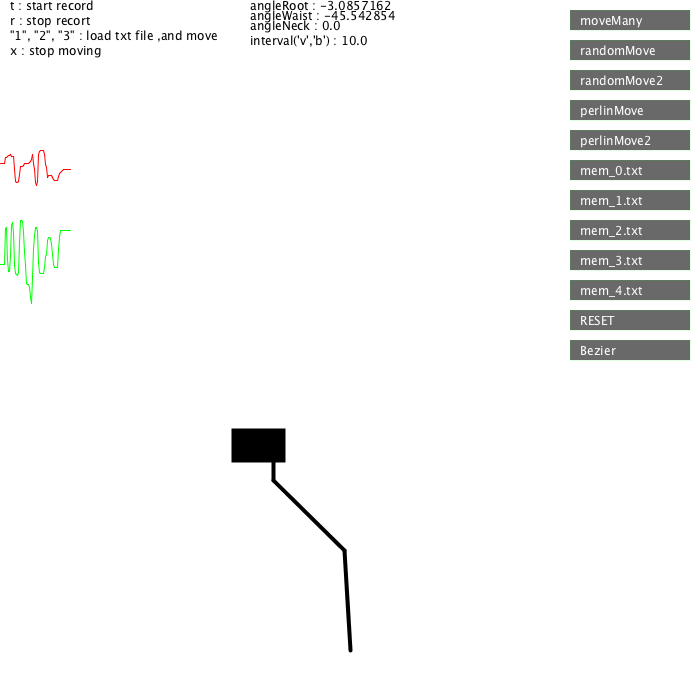 t : start record
r : stop recort
"1", "2", "3" : load txt file ,and move
x : stop moving
angleRoot : -3.0857162
angleWaist : -45.542854
angleNeck : 0.0
interval('v','b') : 10.0
moveMany
randomMove
randomMove2
perlinMove
perlinMove2
mem_0.txt
mem_1.txt
mem_2.txt
mem_3.txt
mem_4.txt
RESET
Bezier